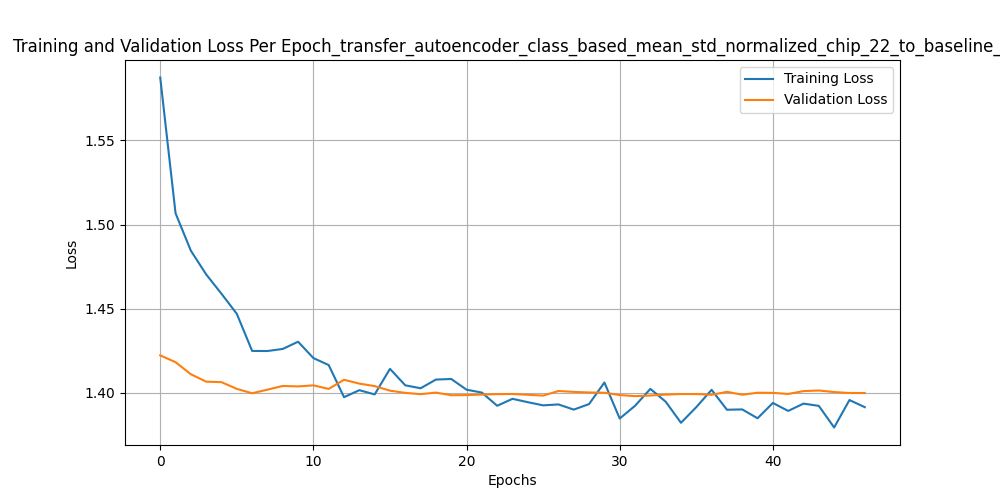 Training and Validation Loss Per Epoch_transfer_autoencoder_class_based_mean_std_normalized_chip_22_to_baseline_
Training Loss
Validation Loss
1.55
1.50
1.45
1.40
Loss
0 10 20 30 40
Epochs